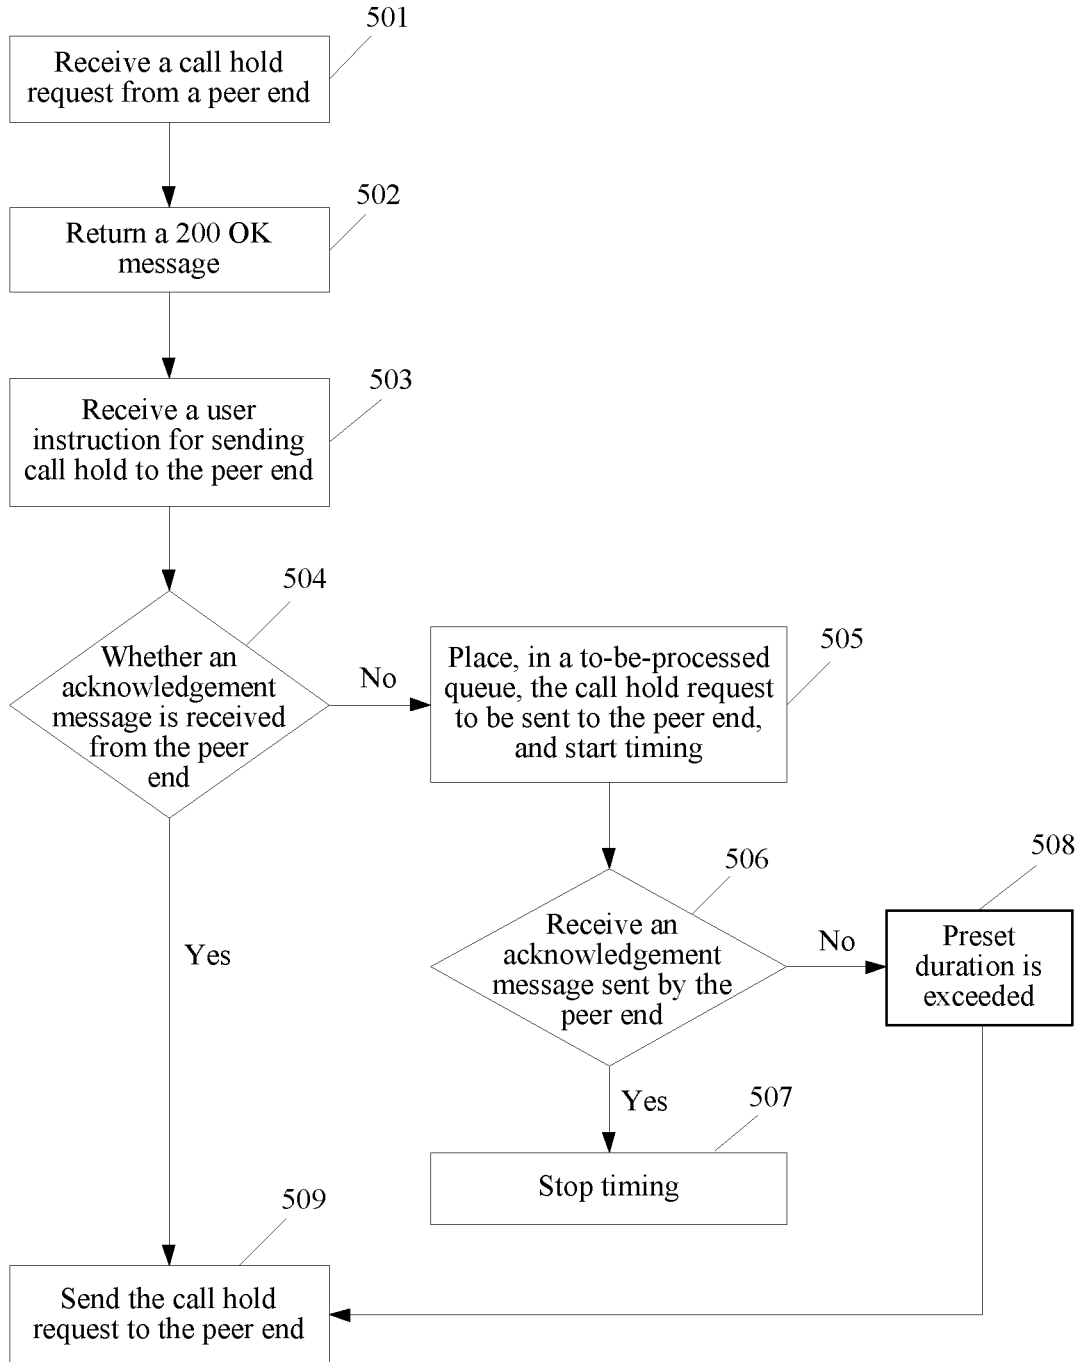 501
Receive a call hold
request from a peer end
502
Return a 200 OK
message
503
Receive a user
instruction for sending
call hold to the peer end
504
Whether an
acknowledgement
message is received
from the peer
end
No
505
Place, in a to-be-processed
queue, the call hold request
to be sent to the peer end,
and start timing
506
Receive an
acknowledgement
message sent by the
peer end
No
508
Preset
duration is
exceeded
Yes
Yes
507
Stop timing
509
Send the call hold
request to the peer end